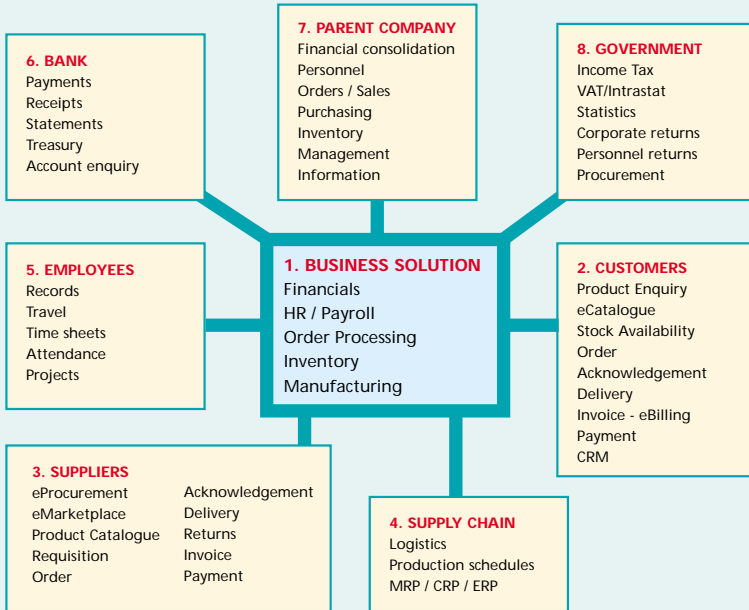 7. PARENT COMPANY
Financial consolidation
Personnel
Orders / Sales
Purchasing
Inventory
Management
Information
6. BANK
Payments
Receipts
Statements
Treasury
Account enquiry
8. GOVERNMENT
Income Tax
VAT/Intrastat
Statistics
Corporate returns
Personnel returns
Procurement
5. EMPLOYEES
Records
Travel
Time sheets
Attendance
Projects
1. BUSINESS SOLUTION
Financials
HR / Payroll
Order Processing
Inventory
Manufacturing
2. CUSTOMERS
Product Enquiry
eCatalogue
Stock Availability
Order
Acknowledgement
Delivery
Invoice - eBilling
Payment
CRM
3. SUPPLIERS
eProcurement
eMarketplace
Product Catalogue
Requisition
Order
Acknowledgement
Delivery
Returns
Invoice
Payment
4. SUPPLY CHAIN
Logistics
Production schedules
MRP / CRP / ERP